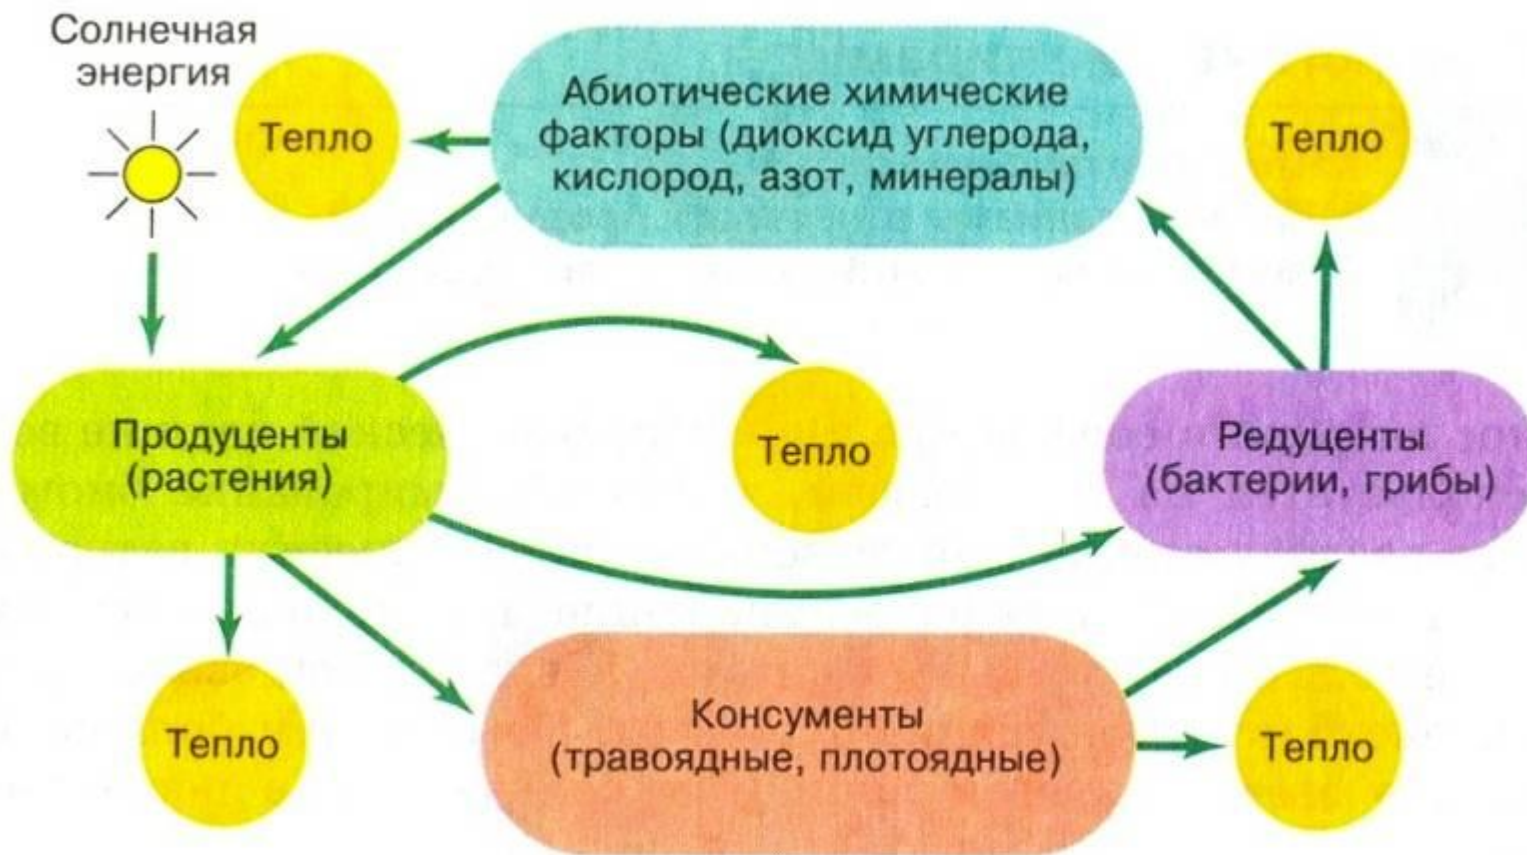 Солнечная
энергия
Тепло
Абиотические химические
факторы (диоксид углерода,
кислород, азот, минералы)
Тепло
Продуценты
(растения)
Тепло
Редуценты
(бактерии, грибы)
Тепло
Консументы
(травоядные, плотоядные)
Тепло